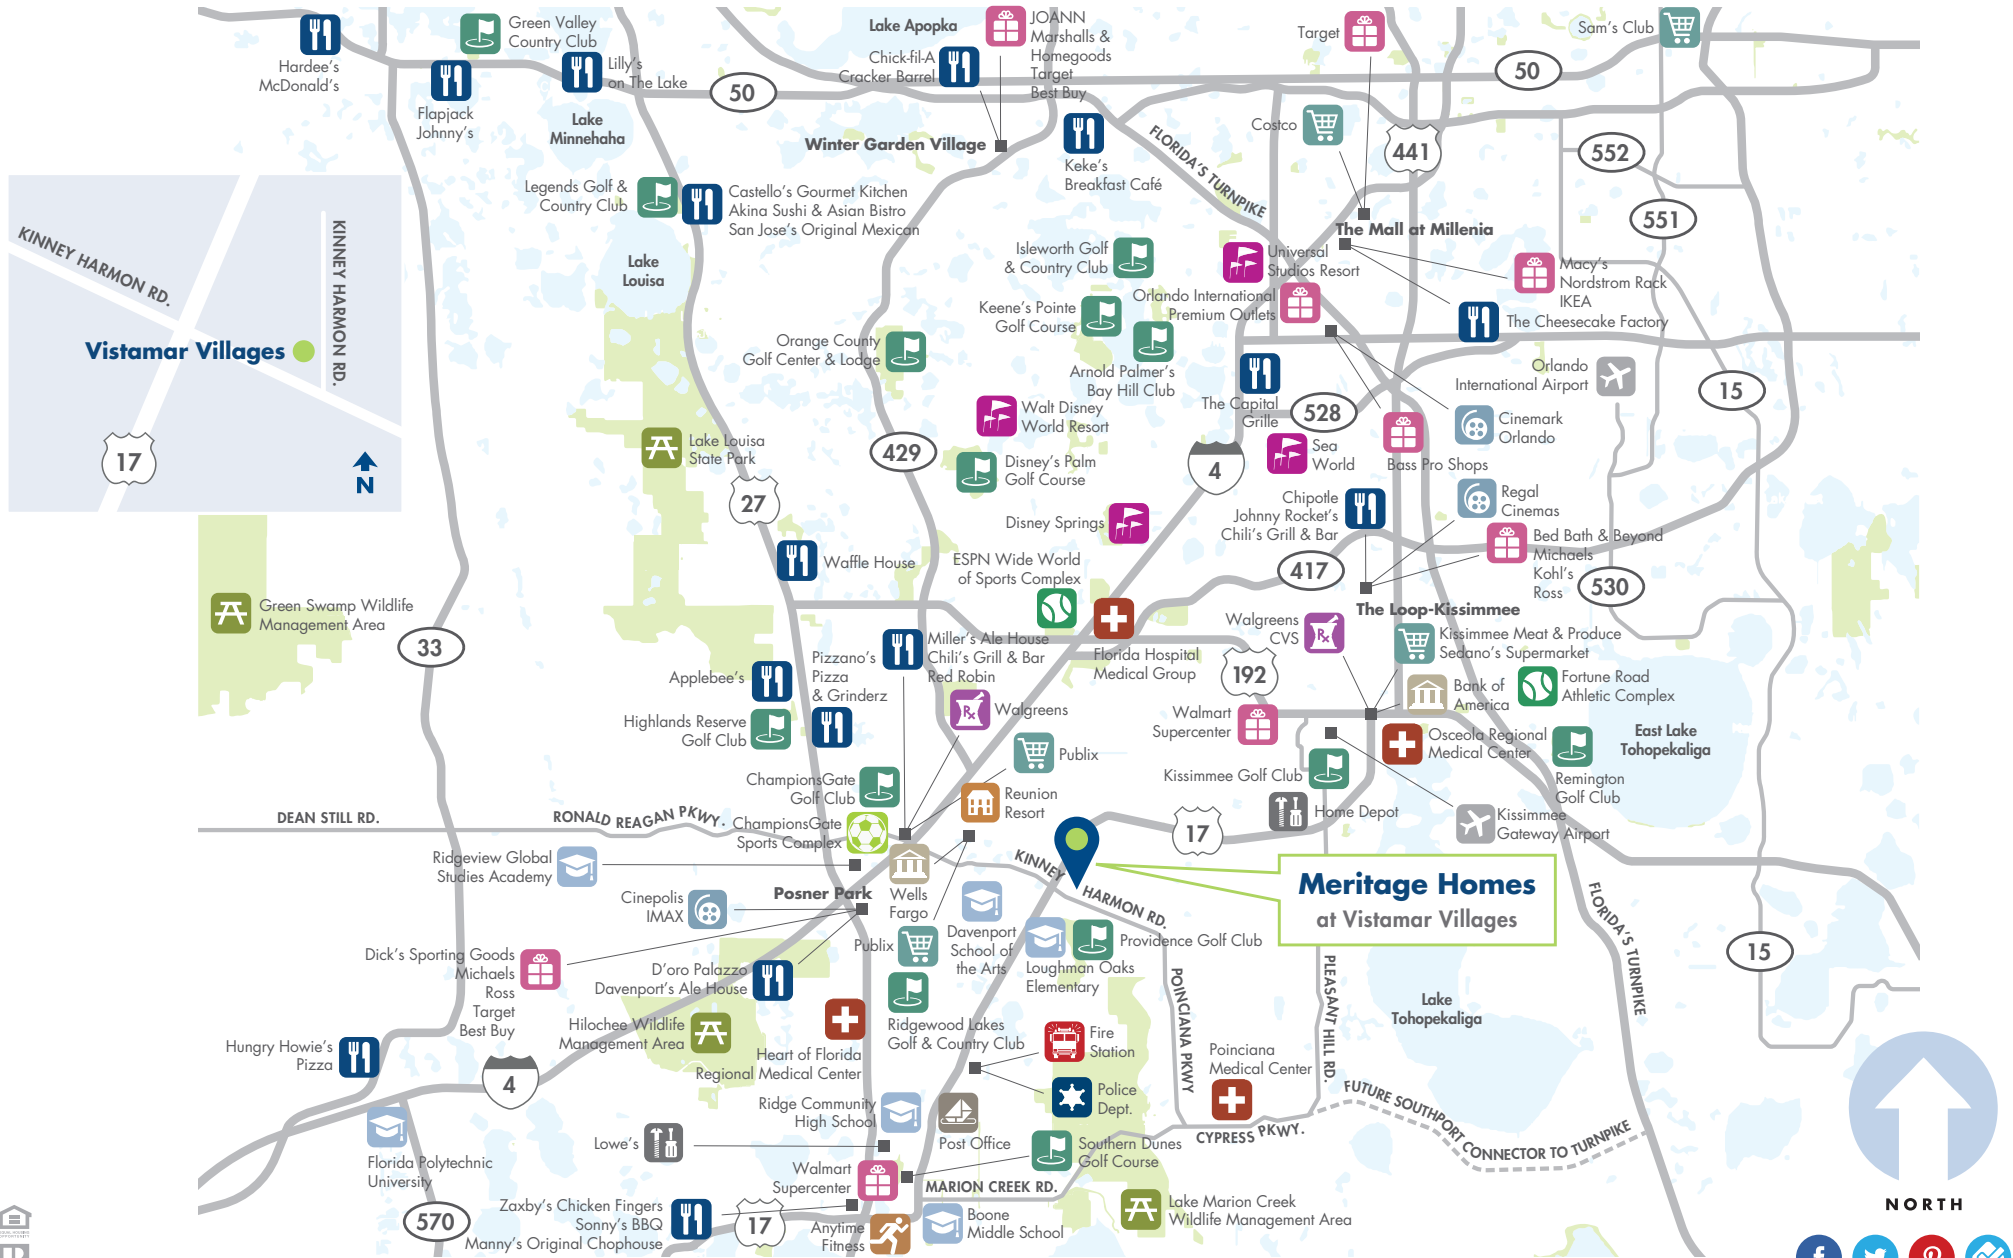 Hardee's
McDonald's
Green Valley
Country Club
Flapjack
Johnny's
Lilly's
on The Lake
Lake
Minnehaha
50
Lake Apopka
Chick-fil-A
Cracker Barrel
JOANN
Marshalls &
Homegoods
Target
Best Buy
Winter Garden Village
Keke's
Breakfast Café
FLORIDA'S TURNPIKE
Target
Costco
Sam's Club
50
441
552
551
The Mall at Millenia
KINNEY HARMON RD.
KINNEY HARMON RD.
Vistamar Villages
17
N
Legends Golf &
Country Club
Castello's Gourmet Kitchen
Akina Sushi & Asian Bistro
San Jose's Original Mexican
Lake
Louisa
Isleworth Golf
& Country Club
Universal
Studios Resort
Macy's
Nordstrom Rack
IKEA
The Cheesecake Factory
Keene's Pointe
Golf Course
Orlando International
Premium Outlets
Orange County
Golf Center & Lodge
Arnold Palmer's
Bay Hill Club
Orlando
International Airport
15
The Capital
Grille
528
Walt Disney
World Resort
Cinemark
Orlando
Lake Louisa
State Park
429
Disney's Palm
Golf Course
4
Sea
World
Bass Pro Shops
27
Disney Springs
Chipotle
Johnny Rocket's
Chili's Grill & Bar
Regal
Cinemas
Bed Bath & Beyond
Michaels
Kohl's
Ross
Waffle House
ESPN Wide World
of Sports Complex
417
530
The Loop-Kissimmee
Green Swamp Wildlife
Management Area
33
Walgreens
CVS
Kissimmee Meat & Produce
Sedano's Supermarket
Miller's Ale House
Chili's Grill & Bar
Red Robin
Florida Hospital
Medical Group
192
Pizzano's
Pizza
& Grinderz
Applebee's
Bank of
America
Fortune Road
Athletic Complex
Walgreens
Walmart
Supercenter
Highlands Reserve
Golf Club
Osceola Regional
Medical Center
East Lake
Tohopekaliga
Publix
Kissimmee Golf Club
Remington
Golf Club
ChampionsGate
Golf Club
Reunion
Resort
Home Depot
Kissimmee
Gateway Airport
DEAN STILL RD.
RONALD REAGAN PKWY.
ChampionsGate
Sports Complex
17
KINNEY HARMON RD.
Ridgeview Global
Studies Academy
Meritage Homes
at Vistamar Villages
Posner Park
Cinepolis
IMAX
Wells
Fargo
Publix
Davenport
School of
the Arts
Providence Golf Club
Loughman Oaks
Elementary
FLORIDA'S TURNPIKE
15
Dick's Sporting Goods
Michaels
Ross
Target
Best Buy
D'oro Palazzo
Davenport's Ale House
POINCIANA PKWY
PLEASANT HILL RD.
Lake
Tohopekaliga
Hilochee Wildlife
Management Area
Ridgewood Lakes
Golf & Country Club
Fire
Station
Heart of Florida
Regional Medical Center
Hungry Howie's
Pizza
4
Poinciana
Medical Center
Police
Dept.
FUTURE SOUTHPORT CONNECTOR TO TURNPIKE
Ridge Community
High School
Post Office
CYPRESS PKWY.
Lowe's
Southern Dunes
Golf Course
Florida Polytechnic
University
Walmart
Supercenter
MARION CREEK RD.
570
Zaxby's Chicken Fingers
Sonny's BBQ
Manny's Original Chophouse
17
Anytime
Fitness
Boone
Middle School
Lake Marion Creek
Wildlife Management Area
NORTH